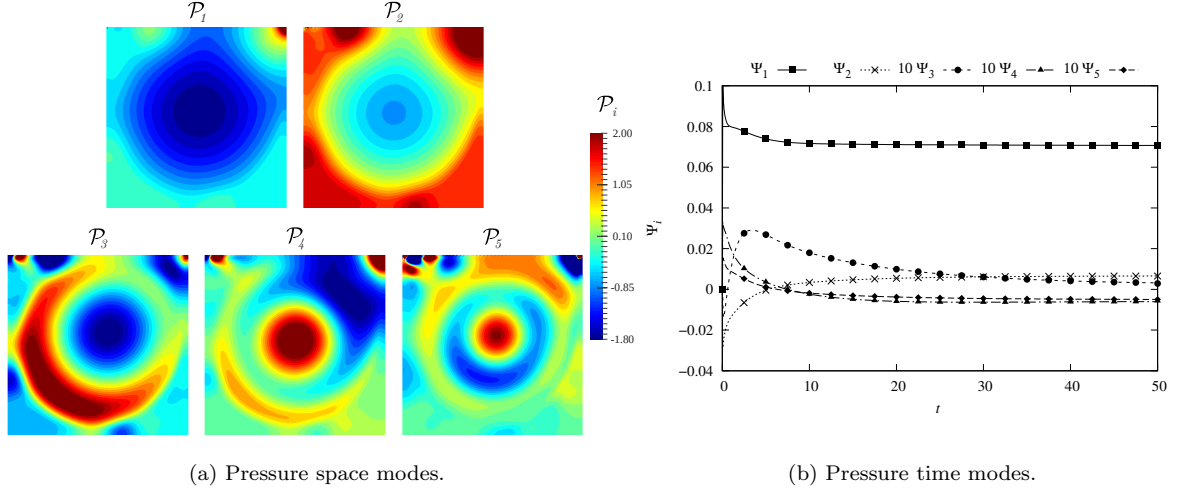 𝒫₁ 𝒫₂
𝒫ᵢ
2.00
1.05
0.10
-0.85
-1.80
𝒫₃ 𝒫₄ 𝒫₅
(a) Pressure space modes.
Ψ₁ Ψ₂ 10 Ψ₃ 10 Ψ₄ 10 Ψ₅
0.1
0.08
0.06
0.04
0.02
0
−0.02
−0.04
Ψᵢ
0 10 20 30 40 50
t
(b) Pressure time modes.